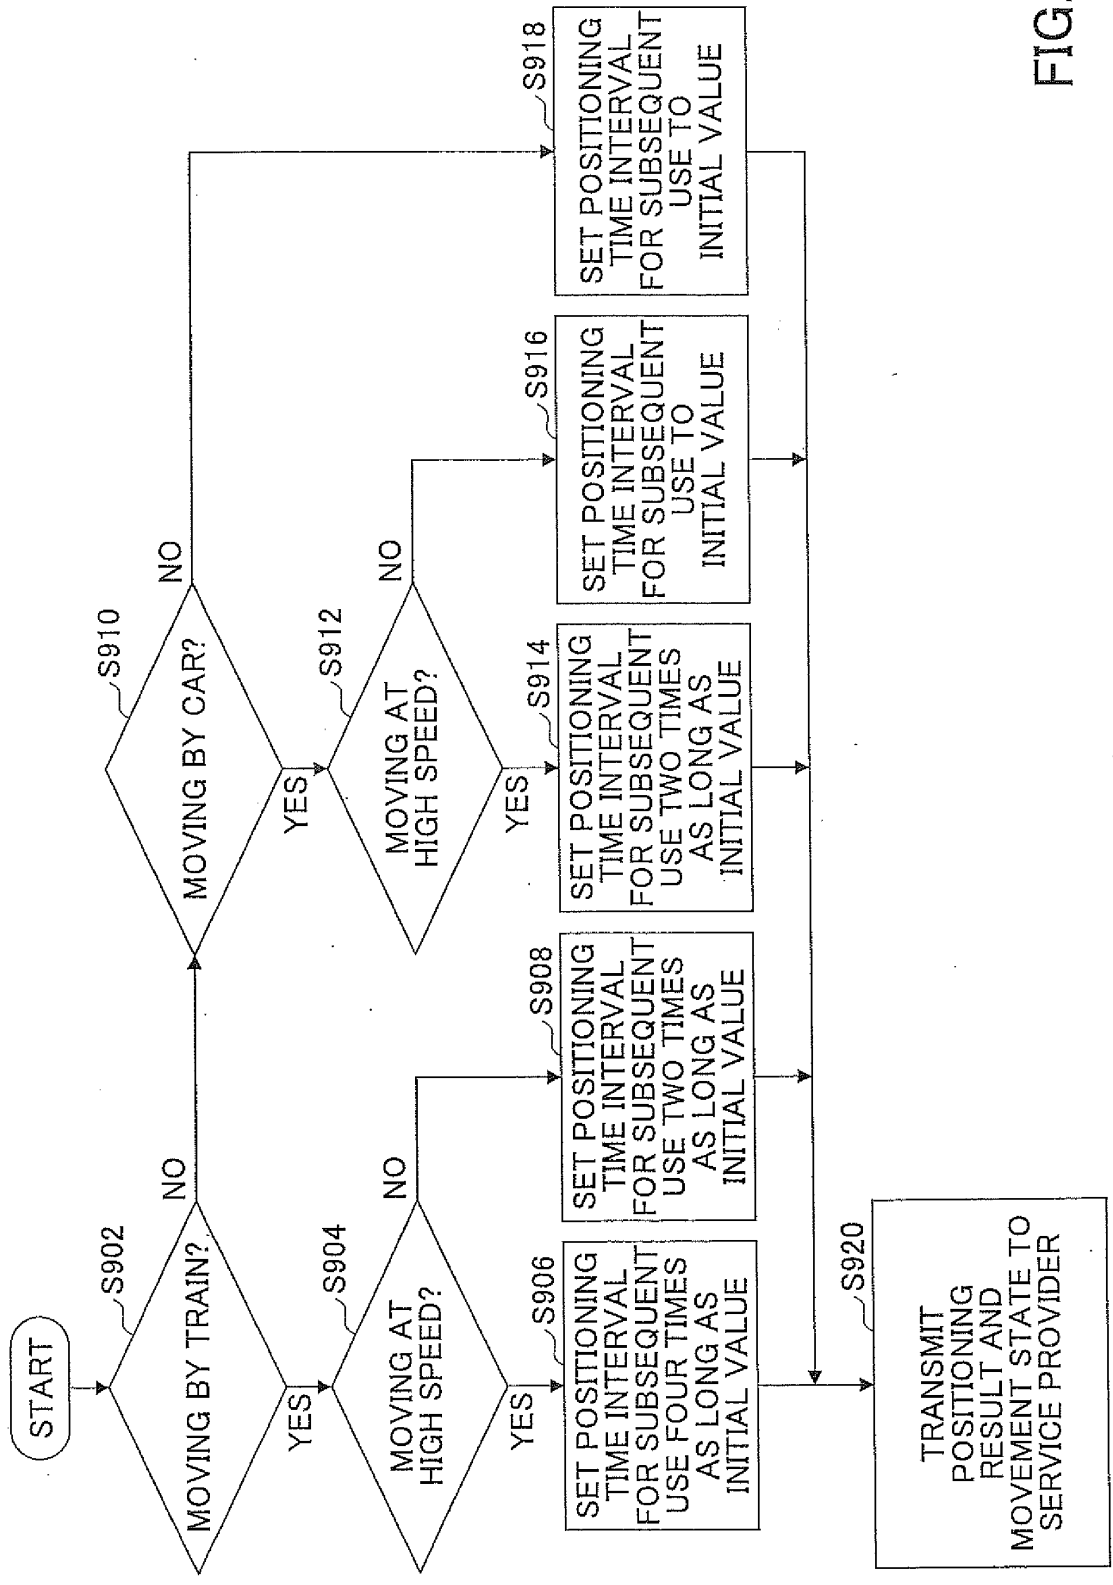 START
S902
MOVING BY TRAIN?
NO
YES
S904
MOVING AT
HIGH SPEED?
NO
YES
S906
SET POSITIONING
TIME INTERVAL
FOR SUBSEQUENT
USE FOUR TIMES
AS LONG AS
INITIAL VALUE
S908
SET POSITIONING
TIME INTERVAL
FOR SUBSEQUENT
USE TWO TIMES
AS LONG AS
INITIAL VALUE
S910
MOVING BY CAR?
NO
YES
S912
MOVING AT
HIGH SPEED?
NO
YES
S914
SET POSITIONING
TIME INTERVAL
FOR SUBSEQUENT
USE TWO TIMES
AS LONG AS
INITIAL VALUE
S916
SET POSITIONING
TIME INTERVAL
FOR SUBSEQUENT
USE TO
INITIAL VALUE
S918
SET POSITIONING
TIME INTERVAL
FOR SUBSEQUENT
USE TO
INITIAL VALUE
S920
TRANSMIT
POSITIONING
RESULT AND
MOVEMENT STATE TO
SERVICE PROVIDER
FIG.